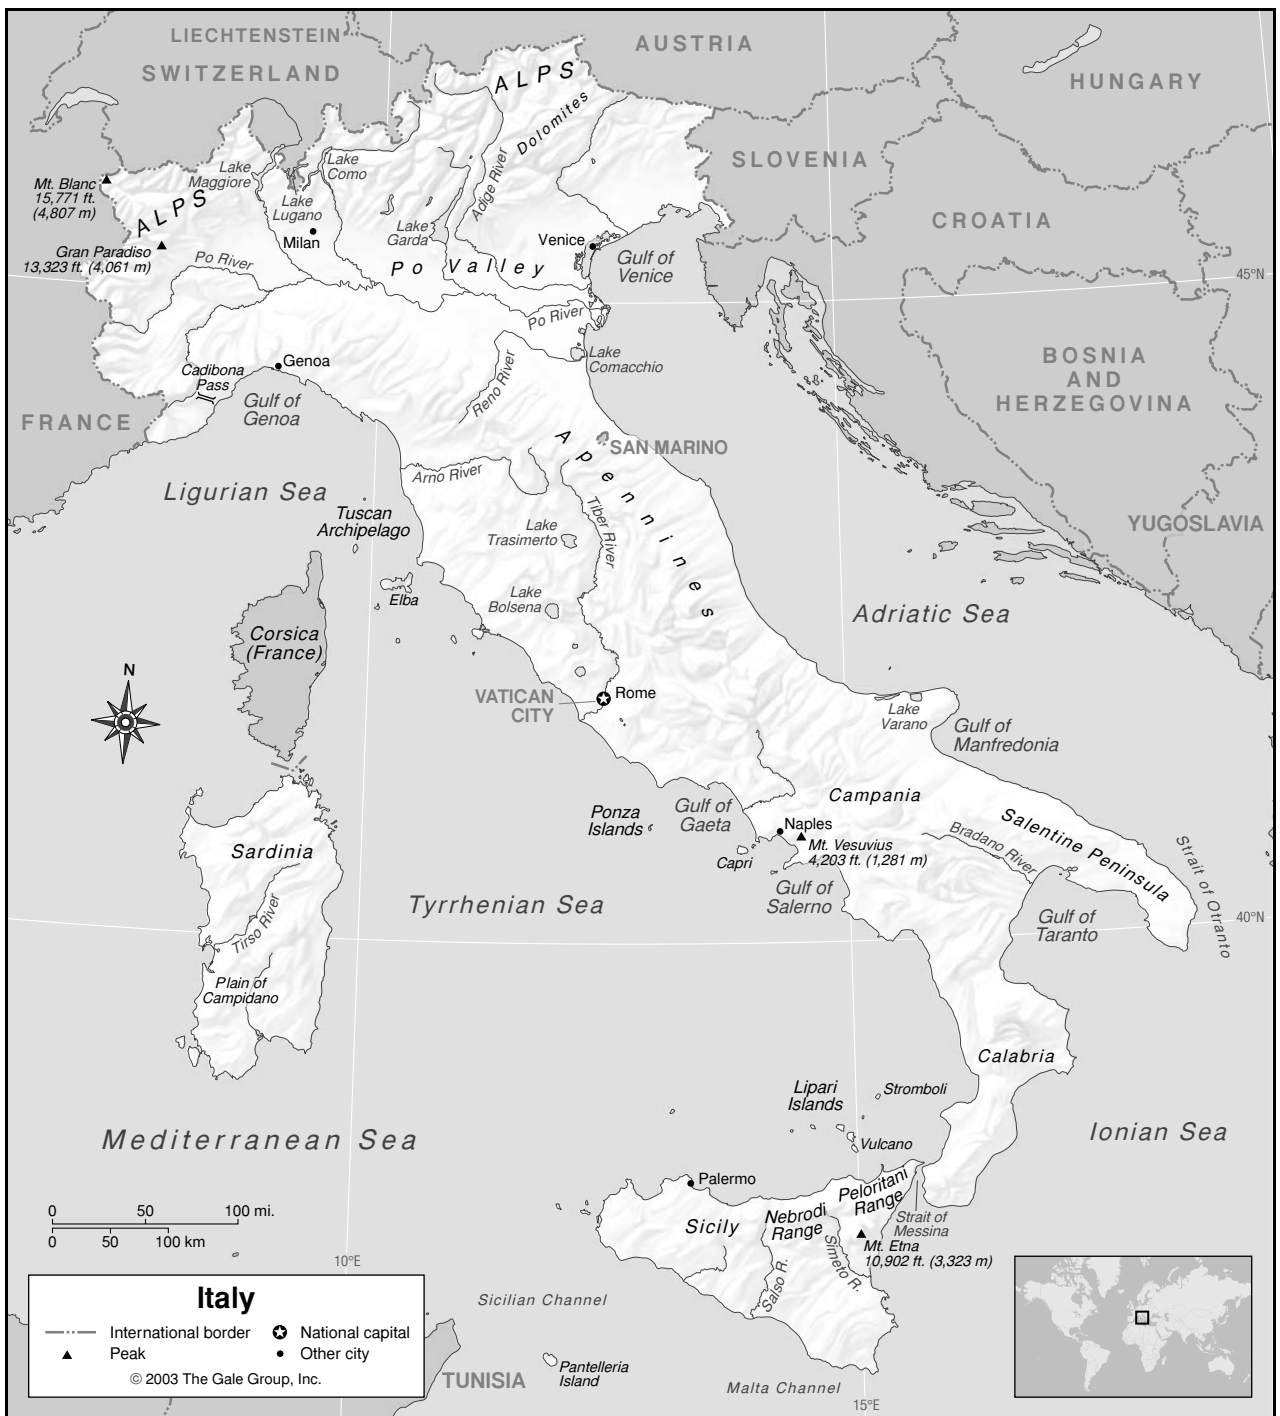 LIECHTENSTEIN
SWITZERLAND
AUSTRIA
HUNGARY
SLOVENIA
CROATIA
BOSNIA
AND
HERZEGOVINA
YUGOSLAVIA
FRANCE
ALPS
Dolomites
Adige River
Lake
Maggiore
Lake
Como
Lake
Lugano
Mt. Blanc
15,771 ft.
(4,807 m)
ALPS
Gran Paradiso
13,323 ft. (4,061 m)
Milan
Lake
Garda
Venice
Gulf of
Venice
Po River
Po Valley
45°N
Po River
Lake
Comacchio
Reno River
Cadibona
Pass
Genoa
Gulf of
Genoa
SAN MARINO
Apennines
Arno River
Ligurian Sea
Tuscan
Archipelago
Tiber River
Lake
Trasimerto
Lake
Bolsena
Elba
Adriatic Sea
Corsica
(France)
N
VATICAN
CITY
Rome
Lake
Varano
Gulf of
Manfredonia
Ponza
Islands
Gulf of
Gaeta
Campania
Naples
Mt. Vesuvius
4,203 ft. (1,281 m)
Capri
Gulf of
Salerno
Bradano River
Salentine Peninsula
Strait of Otranto
Gulf of
Taranto
40°N
Sardinia
Tirso River
Plain of
Campidano
Tyrrhenian Sea
Calabria
Lipari
Islands
Stromboli
Vulcano
Mediterranean Sea
Ionian Sea
Palermo
Peloritani
Range
Nebrodi
Range
Sicily
Strait of
Messina
Mt. Etna
10,902 ft. (3,323 m)
Simeto R.
Salso R.
0 50 100 mi.
0 50 100 km
10°E
Sicilian Channel
Pantelleria
Island
TUNISIA
Malta Channel
15°E
Italy
International border
National capital
Peak
Other city
© 2003 The Gale Group, Inc.